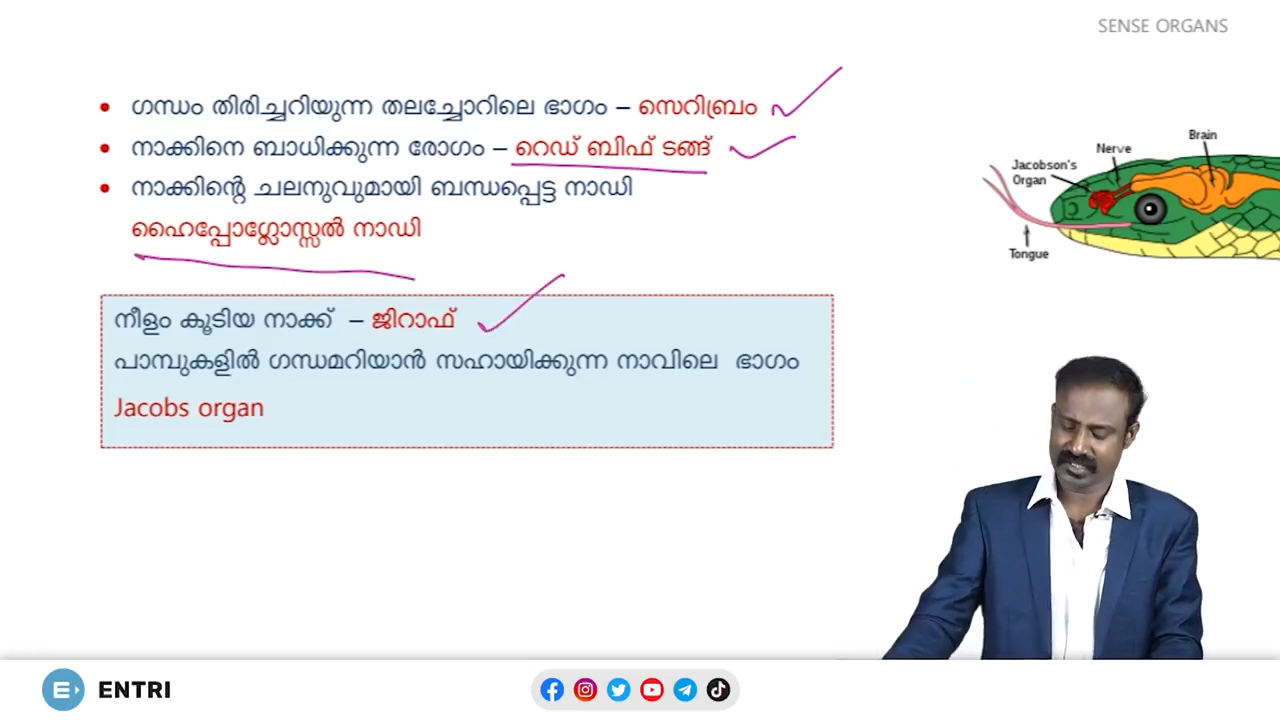 SENSE ORGANS
• ഗന്ധം തിരിച്ചറിയുന്ന തലച്ചോറിലെ ഭാഗം – സെറിബ്രം
• നാക്കിനെ ബാധിക്കുന്ന രോഗം – റെഡ് ബിഫ് ടങ്ങ്
• നാക്കിന്റെ ചലനുവുമായി ബന്ധപ്പെട്ട നാഡി
ഹൈപ്പോഗ്ലോസ്സൽ നാഡി
നീളം കൂടിയ നാക്ക് – ജിറാഫ്
പാമ്പുകളിൽ ഗന്ധമറിയാൻ സഹായിക്കുന്ന നാവിലെ ഭാഗം
Jacobs organ
Brain
Nerve
Jacobson's
Organ
Tongue
E ENTRI